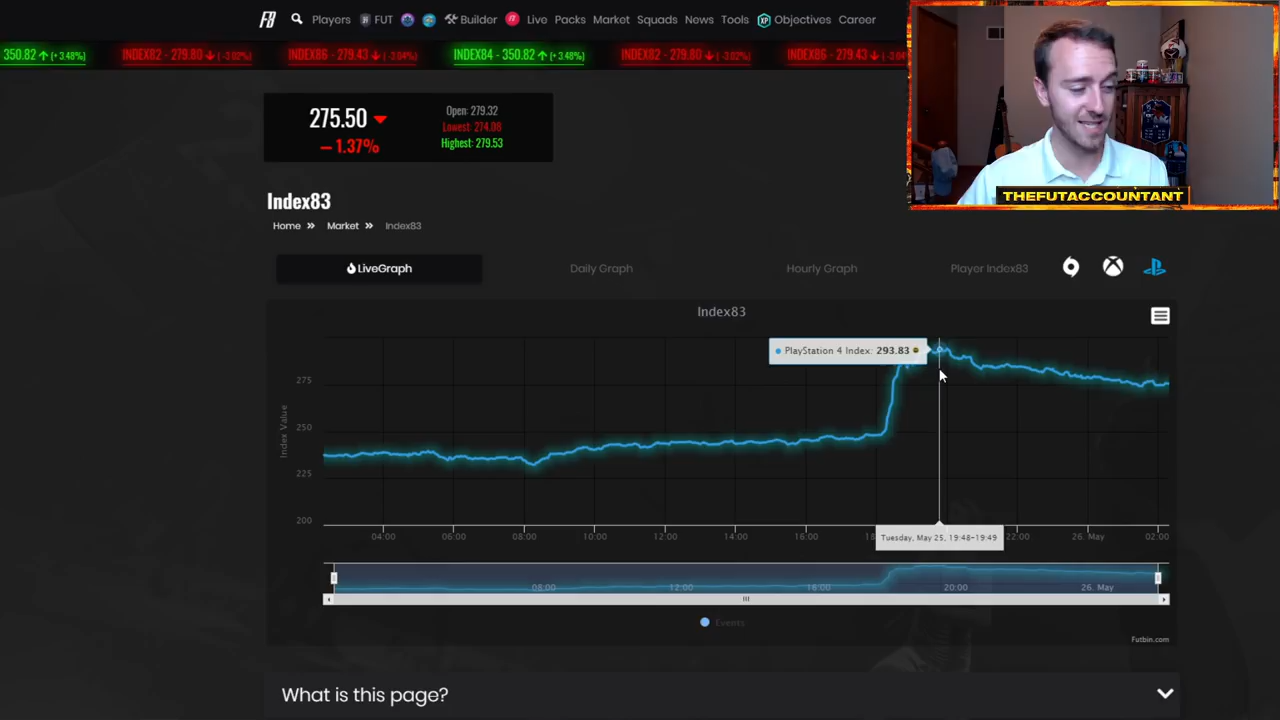 Players FUT Builder Live Packs Market Squads News Tools XP Objectives Career
350.82 ↑ (+3.48%) INDEX82 - 279.80 ↓ (-3.02%) INDEX86 - 279.43 ↓ (-3.04%) INDEX84 - 350.82 ↑ (+3.48%) INDEX82 - 279.80 ↓ (-3.02%) INDEX86 - 279.43 ↓ (-3.04
275.50
– 1.37%
Open: 279.32
Lowest: 274.08
Highest: 279.53
THEFUTACCOUNTANT
Index83
Home » Market » Index83
LiveGraph Daily Graph Hourly Graph Player Index83
Index83
PlayStation 4 Index: 293.83
275
250
225
200
Index Value
04:00 06:00 08:00 10:00 12:00 14:00 16:00 22:00 26. May 02:00
Tuesday, May 25, 19:48-19:49
08:00 12:00 16:00 20:00 26. May
Events
Futbin.com
What is this page?